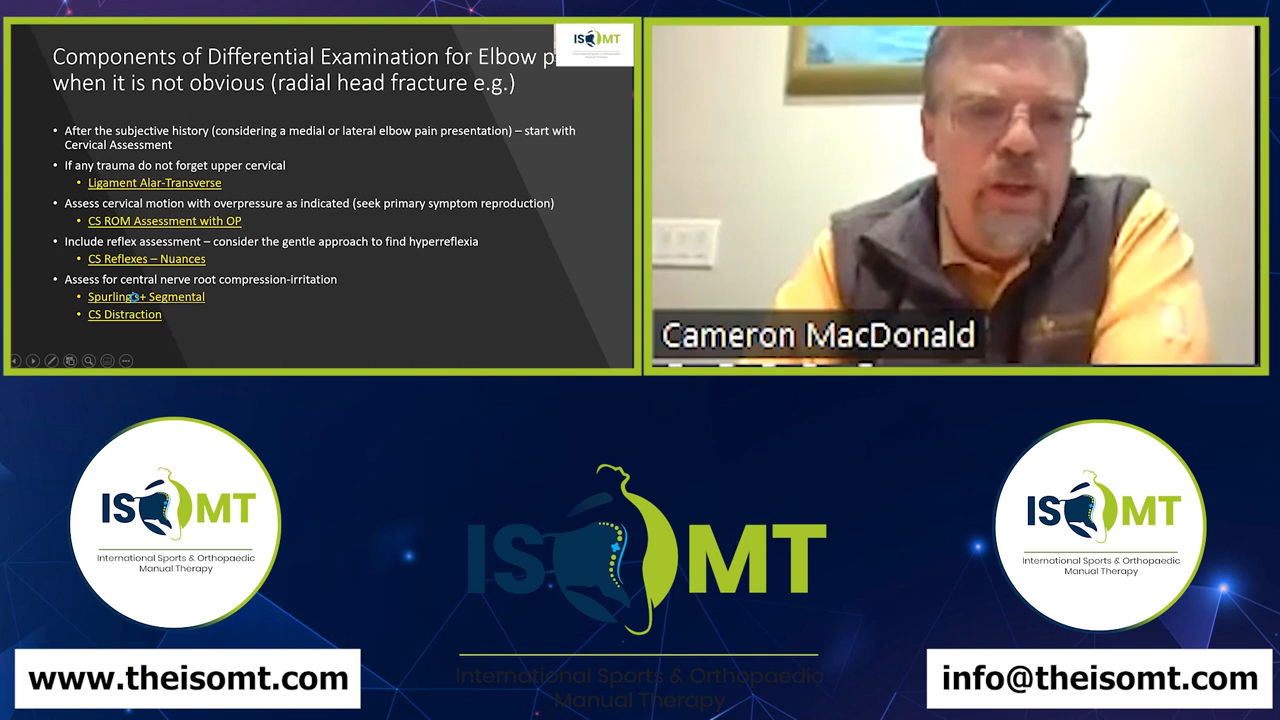 Components of Differential Examination for Elbow p
when it is not obvious (radial head fracture e.g.)
ISOMT
• After the subjective history (considering a medial or lateral elbow pain presentation) – start with
Cervical Assessment
• If any trauma do not forget upper cervical
• Ligament Alar-Transverse
• Assess cervical motion with overpressure as indicated (seek primary symptom reproduction)
• CS ROM Assessment with OP
• Include reflex assessment – consider the gentle approach to find hyperreflexia
• CS Reflexes – Nuances
• Assess for central nerve root compression-irritation
• Spurling's+ Segmental
• CS Distraction
Cameron MacDonald
ISOMT
International Sports & Orthopaedic
Manual Therapy
ISOMT
International Sports & Orthopaedic
Manual Therapy
ISOMT
International Sports & Orthopaedic
Manual Therapy
www.theisomt.com
info@theisomt.com